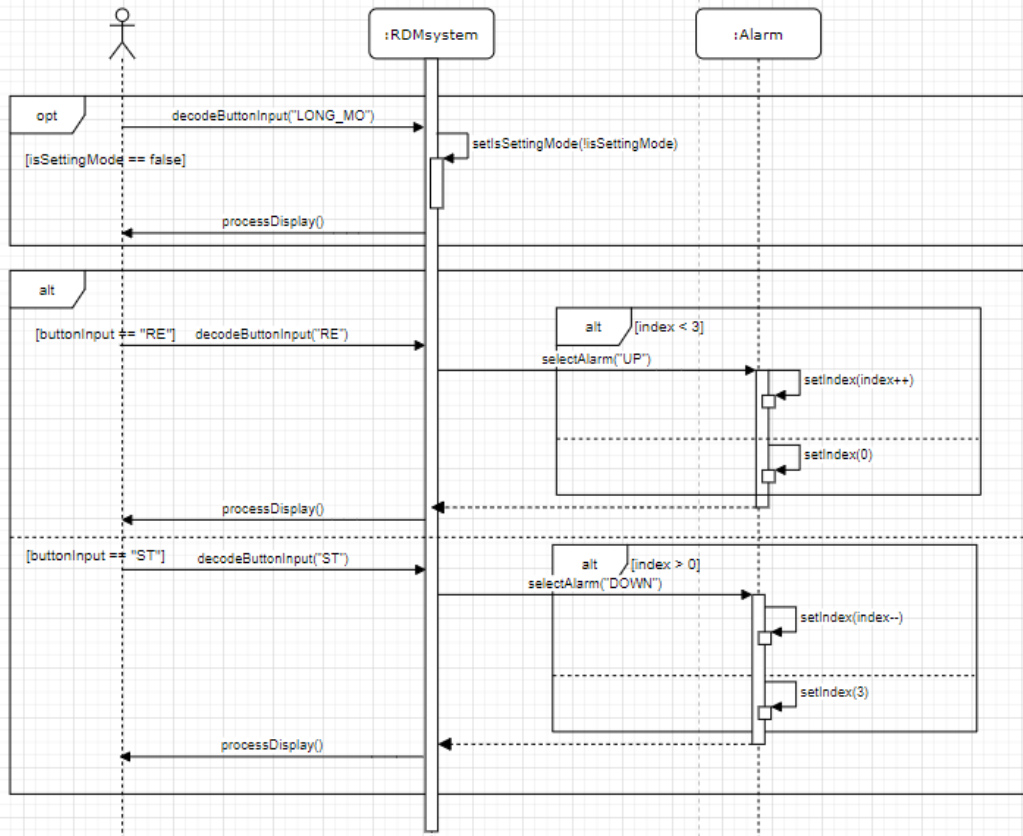 :RDMsystem
:Alarm
opt
decodeButtonInput("LONG_MO")
setIsSettingMode(!isSettingMode)
[isSettingMode == false]
processDisplay()
alt
[buttonInput == "RE"]
decodeButtonInput("RE")
alt
[index < 3]
selectAlarm("UP")
setIndex(index++)
setIndex(0)
processDisplay()
[buttonInput == "ST"]
decodeButtonInput("ST")
alt
[index > 0]
selectAlarm("DOWN")
setIndex(index--)
setIndex(3)
processDisplay()